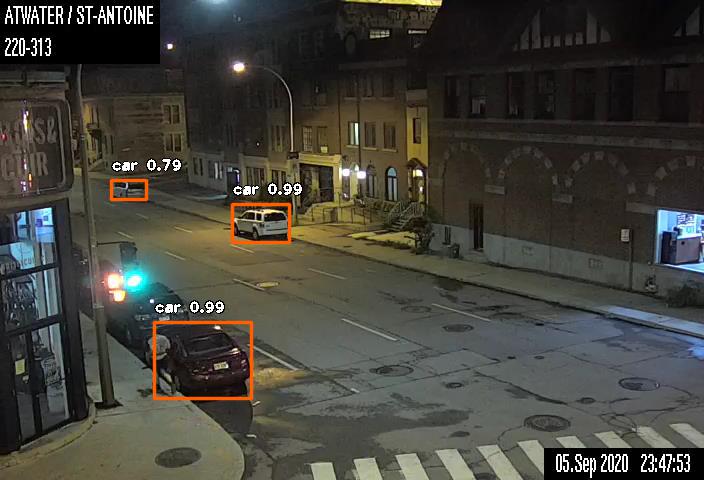 ATWATER / ST-ANTOINE
220-313
car 0.79
car 0.99
car 0.99
05.Sep 2020 23:47:53